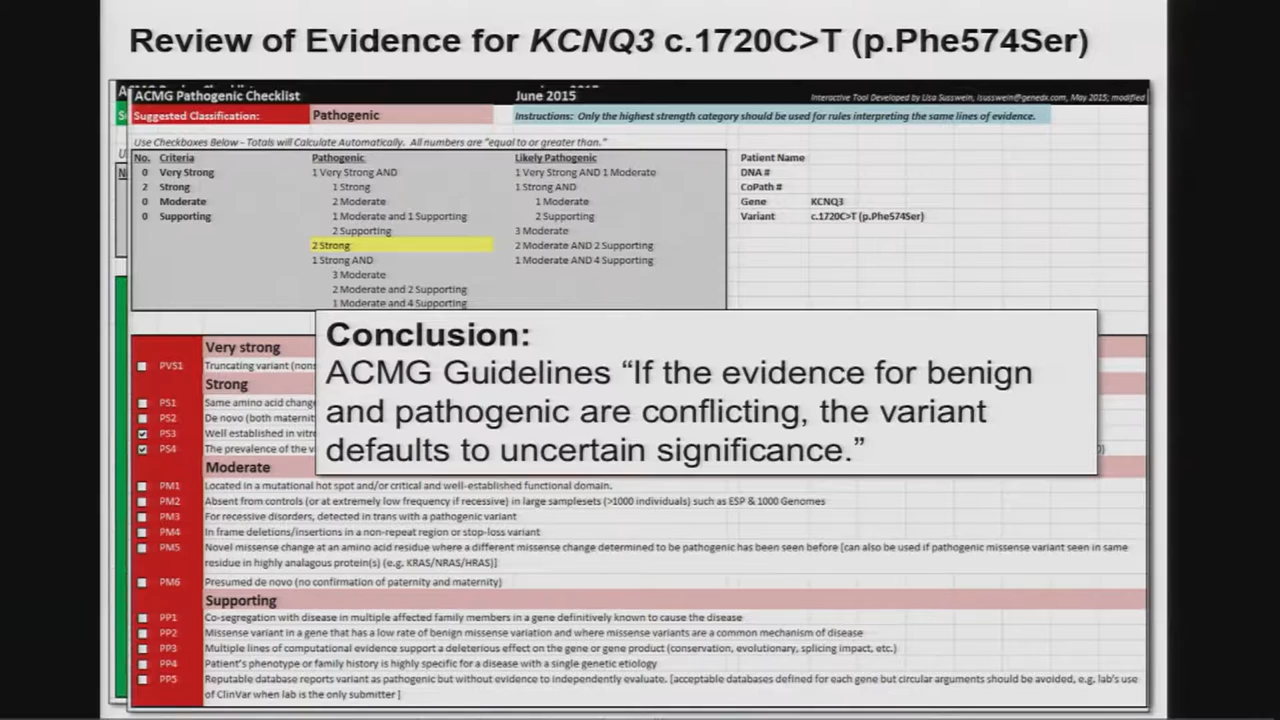 Review of Evidence for KCNQ3 c.1720C>T (p.Phe574Ser)
ACMG Pathogenic Checklist June 2015 Interactive Tool Developed by Lisa Susswein, lsusswein@genedx.com, May 2015; modified
Suggested Classification: Pathogenic Instructions: Only the highest strength category should be used for rules interpreting the same lines of evidence.
Use Checkboxes Below - Totals will Calculate Automatically. All numbers are "equal to or greater than."
No. Criteria Pathogenic Likely Pathogenic Patient Name
0 Very Strong 1 Very Strong AND 1 Very Strong AND 1 Moderate DNA #
2 Strong 1 Strong 1 Strong AND CoPath #
0 Moderate 2 Moderate 1 Moderate Gene KCNQ3
0 Supporting 1 Moderate and 1 Supporting 2 Supporting Variant c.1720C>T (p.Phe574Ser)
2 Supporting 3 Moderate
2 Strong 2 Moderate AND 2 Supporting
1 Strong AND 1 Moderate AND 4 Supporting
3 Moderate
2 Moderate and 2 Supporting
1 Moderate and 4 Supporting
Conclusion:
ACMG Guidelines “If the evidence for benign
and pathogenic are conflicting, the variant
defaults to uncertain significance.”
Very strong
PVS1 Truncating variant
Strong
PS1 Same amino acid change
PS2 De novo (both
PS3 Well established in
PS4 The prevalence of the
Moderate
PM1 Located in a mutational hot spot and/or critical and well-established functional domain.
PM2 Absent from controls (or at extremely low frequency if recessive) in large samplesets (>1000 individuals) such as ESP & 1000 Genomes
PM3 For recessive disorders, detected in trans with a pathogenic variant
PM4 In frame deletions/insertions in a non-repeat region or stop-loss variant
PM5 Novel missense change at an amino acid residue where a different missense change determined to be pathogenic has been seen before [can also be used if pathogenic missense variant seen in same
residue in highly analagous protein(s) (e.g. KRAS/NRAS/HRAS)]
PM6 Presumed de novo (no confirmation of paternity and maternity)
Supporting
PP1 Co-segregation with disease in multiple affected family members in a gene definitively known to cause the disease
PP2 Missense variant in a gene that has a low rate of benign missense variation and where missense variants are a common mechanism of disease
PP3 Multiple lines of computational evidence support a deleterious effect on the gene or gene product (conservation, evolutionary, splicing impact, etc.)
PP4 Patient's phenotype or family history is highly specific for a disease with a single genetic etiology
PP5 Reputable database reports variant as pathogenic but without evidence to independently evaluate. [acceptable databases defined for each gene but circular arguments should be avoided, e.g. lab's use
of ClinVar when lab is the only submitter ]